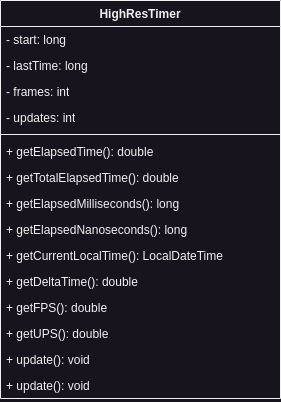 HighResTimer
- start: long
- lastTime: long
- frames: int
- updates: int
+ getElapsedTime(): double
+ getTotalElapsedTime(): double
+ getElapsedMilliseconds(): long
+ getElapsedNanoseconds(): long
+ getCurrentLocalTime(): LocalDateTime
+ getDeltaTime(): double
+ getFPS(): double
+ getUPS(): double
+ update(): void
+ update(): void